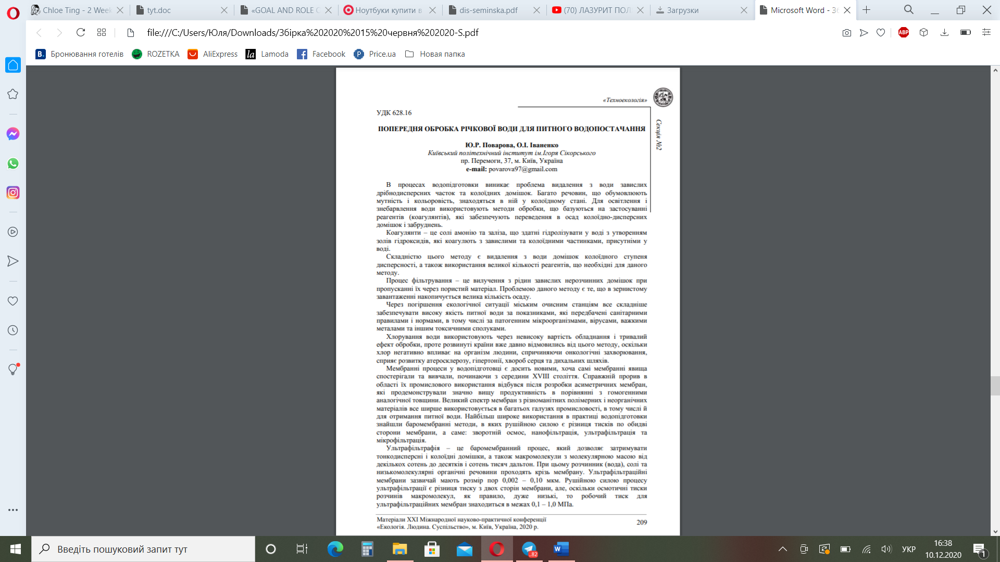 Chloe Ting - 2 Week
tyt.doc
«GOAL AND ROLE O
Ноутбуки купити в
dis-seminska.pdf
(70) ЛАЗУРИТ ПОЛ
Загрузки
Microsoft Word - Зб
file:///C:/Users/Юля/Downloads/Збірка%202020%2015%20червня%202020-S.pdf
ABP
B. Бронювання готелів
ROZETKA
AliExpress
la Lamoda
Facebook
P Price.ua
Новая папка
«Техноекологія»
Секція №2
УДК 628.16
ПОПЕРЕДНЯ ОБРОБКА РІЧКОВОЇ ВОДИ ДЛЯ ПИТНОГО ВОДОПОСТАЧАННЯ
Ю.Р. Поварова, О.І. Іваненко
Київський політехнічний інститут ім.Ігоря Сікорського
пр. Перемоги, 37, м. Київ, Україна
e-mail: povarova97@gmail.com
В процесах водопідготовки виникає проблема видалення з води завислих
дрібнодисперсних часток та колоїдних домішок. Багато речовин, що обумовлюють
мутність і кольоровість, знаходяться в ній у колоїдному стані. Для освітлення і
знебарвлення води використовують методи обробки, що базуються на застосуванні
реагентів (коагулянтів), які забезпечують переведення в осад колоїдно-дисперсних
домішок і забруднень.
Коагулянти – це солі амонію та заліза, що здатні гідролізувати у воді з утворенням
золів гідроксидів, які коагулюють з завислими та колоїдними частинками, присутніми у
воді.
Складністю цього методу є видалення з води домішок колоїдного ступеня
дисперсності, а також використання великої кількості реагентів, що необхідні для даного
методу.
Процес фільтрування – це вилучення з рідин завислих нерозчинних домішок при
пропусканні їх через пористий матеріал. Проблемою даного методу є те, що в зернистому
завантаженні накопичується велика кількість осаду.
Через погіршення екологічної ситуації міським очисним станціям все складніше
забезпечувати високу якість питної води за показниками, які передбачені санітарними
правилами і нормами, в тому числі за патогенним мікроорганізмами, вірусами, важкими
металами та іншим токсичними сполуками.
Хлорування води використовують через невисоку вартість обладнання і тривалий
ефект обробки, проте розвинуті країни вже давно відмовились від цього методу, оскільки
хлор негативно впливає на організм людини, спричиняючи онкологічні захворювання,
сприяє розвитку атеросклерозу, гіпертонії, хвороб серця та дихальних шляхів.
Мембранні процеси у водопідготовці є досить новими, хоча самі мембранні явища
спостерігали та вивчали, починаючи з середини XVIII століття. Справжній прорив в
області їх промислового використання відбувся після розробки асиметричних мембран,
які продемонстрували значно вищу продуктивність в порівнянні з гомогенними
аналогічної товщини. Великий спектр мембран з різноманітних полімерних і неорганічних
матеріалів все ширше використовується в багатьох галузях промисловості, в тому числі й
для отримання питної води. Найбільш широке використання в практиці водопідготовки
знайшли баромембранні методи, в яких рушійною силою є різниця тисків по обидві
сторони мембрани, а саме: зворотній осмос, нанофільтрація, ультрафільтрація та
мікрофільтрація.
Ультрафільтрафія – це баромембранний процес, який дозволяє затримувати
тонкодисперсні і колоїдні домішки, а також макромолекули з молекулярною масою від
декількох сотень до десятків і сотень тисяч дальтон. При цьому розчинник (вода), солі та
низькомолекулярні органічні речовини проходять крізь мембрану. Ультрафільтраційні
мембрани зазвичай мають розмір пор 0,002 – 0,10 мкм. Рушійною силою процесу
ультрафільтрації є різниця тиску з двох сторін мембрани, але, оскільки осмотичні тиски
розчинів макромолекул, як правило, дуже низькі, то робочий тиск для
ультрафільтраційних мембран знаходиться в межах 0,1 – 1,0 МПа.
Матеріали XXI Міжнародної науково-практичної конференції
«Екологія. Людина. Суспільство», м. Київ, Україна, 2020 р.
209
Введіть пошуковий запит тут
..82
W
УКР
16:38
10.12.2020
1